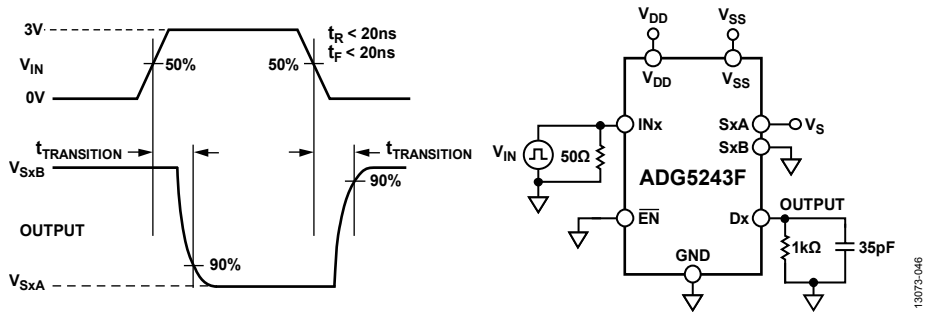 3V
V_IN
0V
50%
50%
t_R < 20ns
t_F < 20ns
t_TRANSITION
t_TRANSITION
V_SxB
90%
OUTPUT
90%
V_SxA
V_DD
V_SS
V_DD
V_SS
INx
SxA
V_S
SxB
V_IN
50Ω
ADG5243F
OUTPUT
EN
Dx
1kΩ
35pF
GND
13073-046